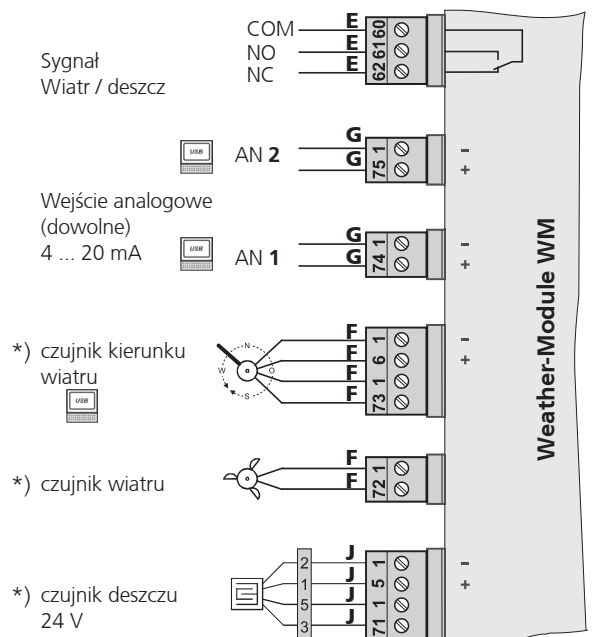 COM E 60
NO E 61
NC E 62
Sygnał
Wiatr / deszcz
USB AN 2 G 1 -
G 75 +
Wejście analogowe
(dowolne)
4 ... 20 mA
USB AN 1 G 1 -
G 74 +
Weather-Module WM
*) czujnik kierunku
wiatru
USB
N
W O
S
F 1 -
F 6 +
F 1
F 73
*) czujnik wiatru
F 1
F 72
*) czujnik deszczu
24 V
2 J 1 -
1 J 5 +
5 J 1
3 J 71